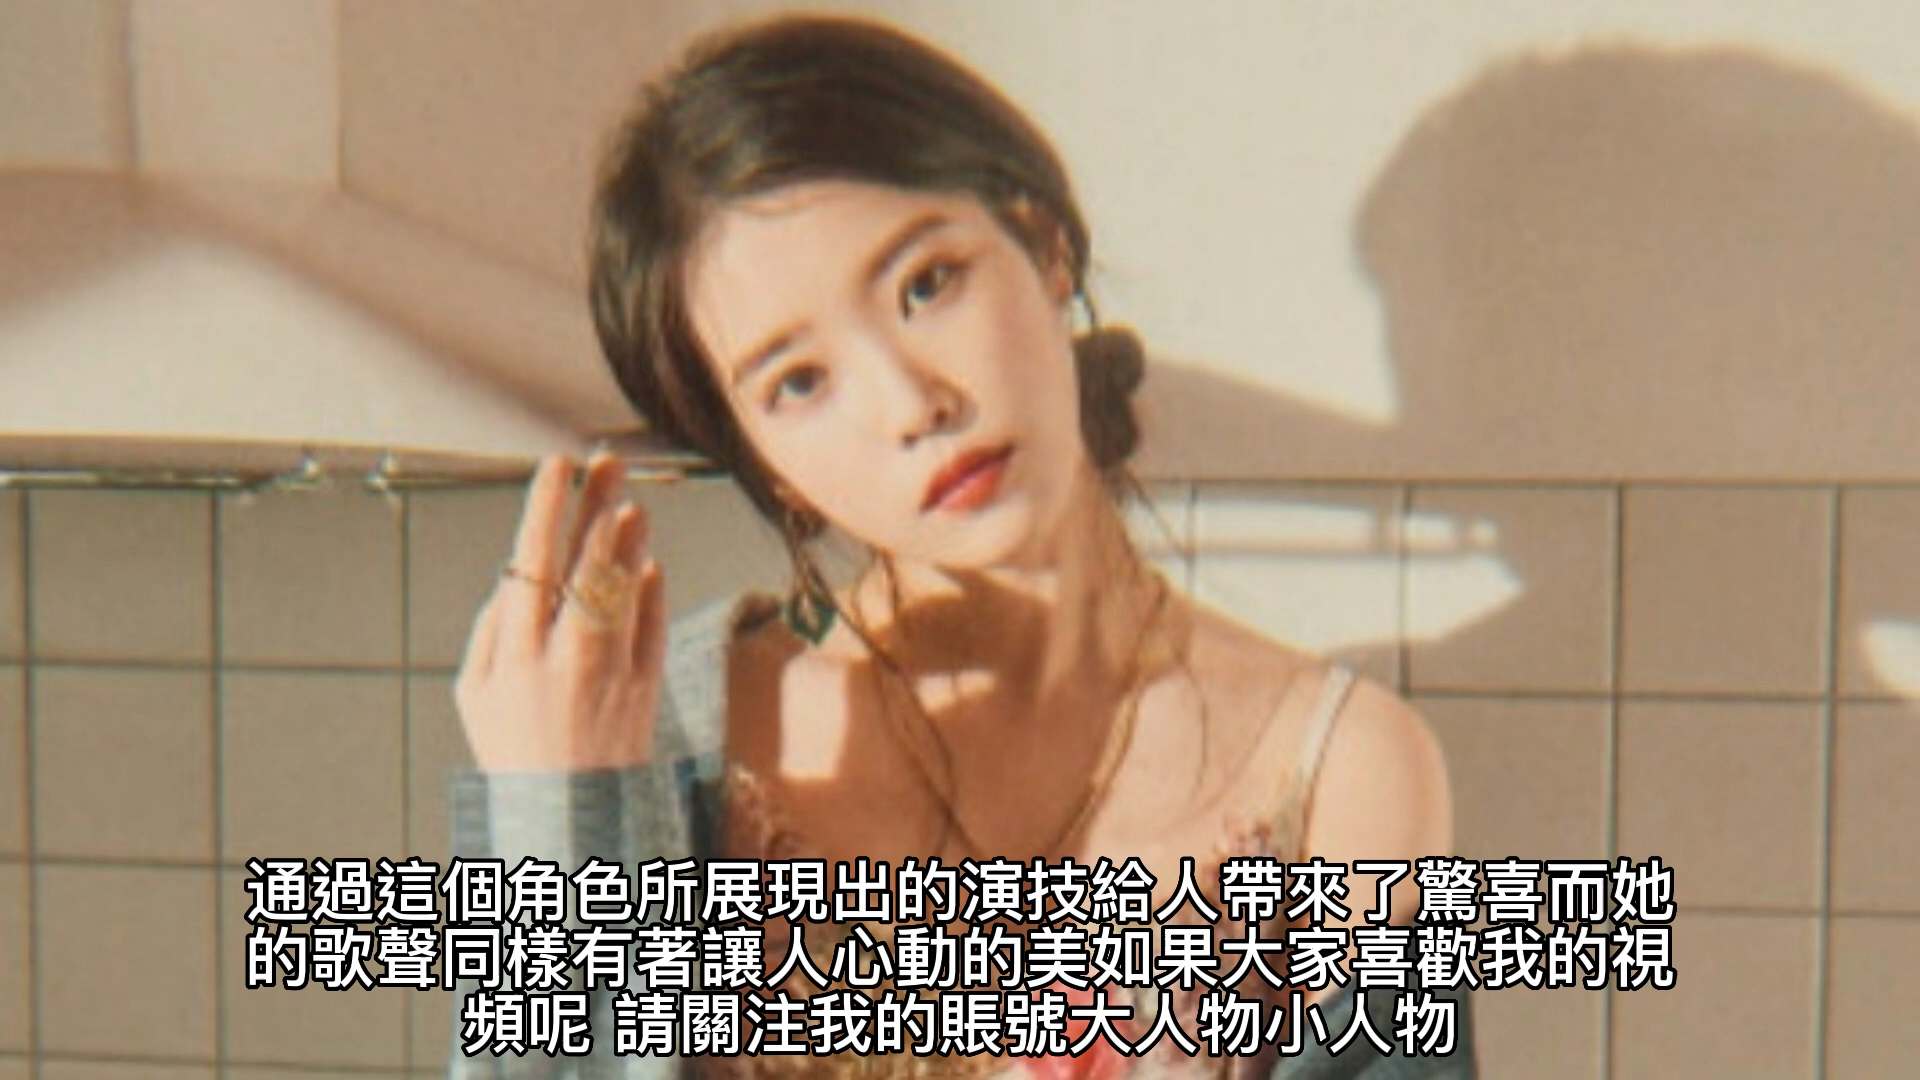 通過這個角色所展現出的演技給人帶來了驚喜而她
的歌聲同樣有著讓人心動的美如果大家喜歡我的視
頻呢 請關注我的賬號大人物小人物